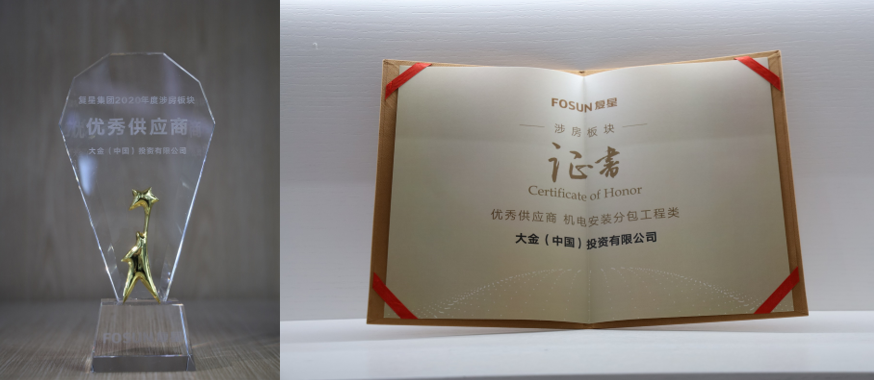 复星集团2020年度涉房板块
优秀供应商
大金（中国）投资有限公司
FOSUN 复星
涉房板块
证书
Certificate of Honor
优秀供应商 机电安装分包工程类
大金（中国）投资有限公司